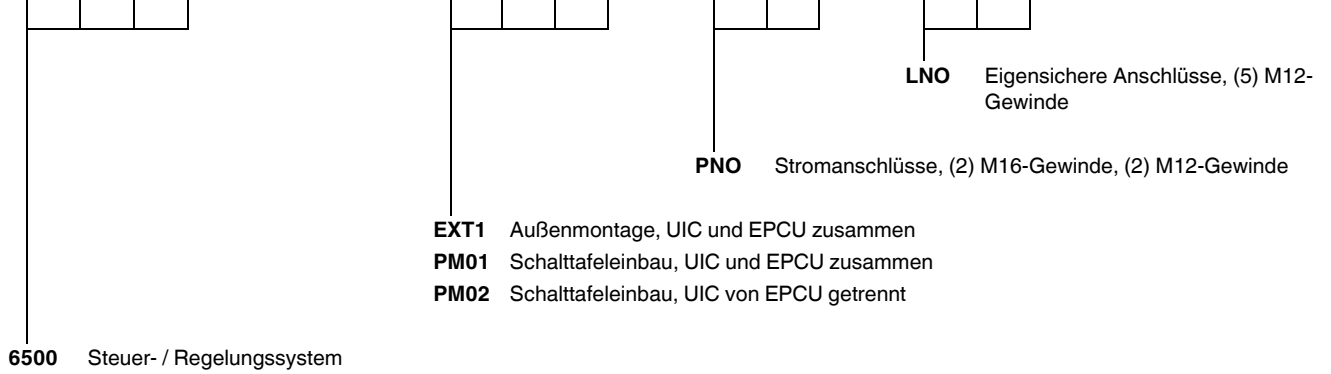 LNO Eigensichere Anschlüsse, (5) M12-
Gewinde
PNO Stromanschlüsse, (2) M16-Gewinde, (2) M12-Gewinde
EXT1 Außenmontage, UIC und EPCU zusammen
PM01 Schalttafeleinbau, UIC und EPCU zusammen
PM02 Schalttafeleinbau, UIC von EPCU getrennt
6500 Steuer- / Regelungssystem